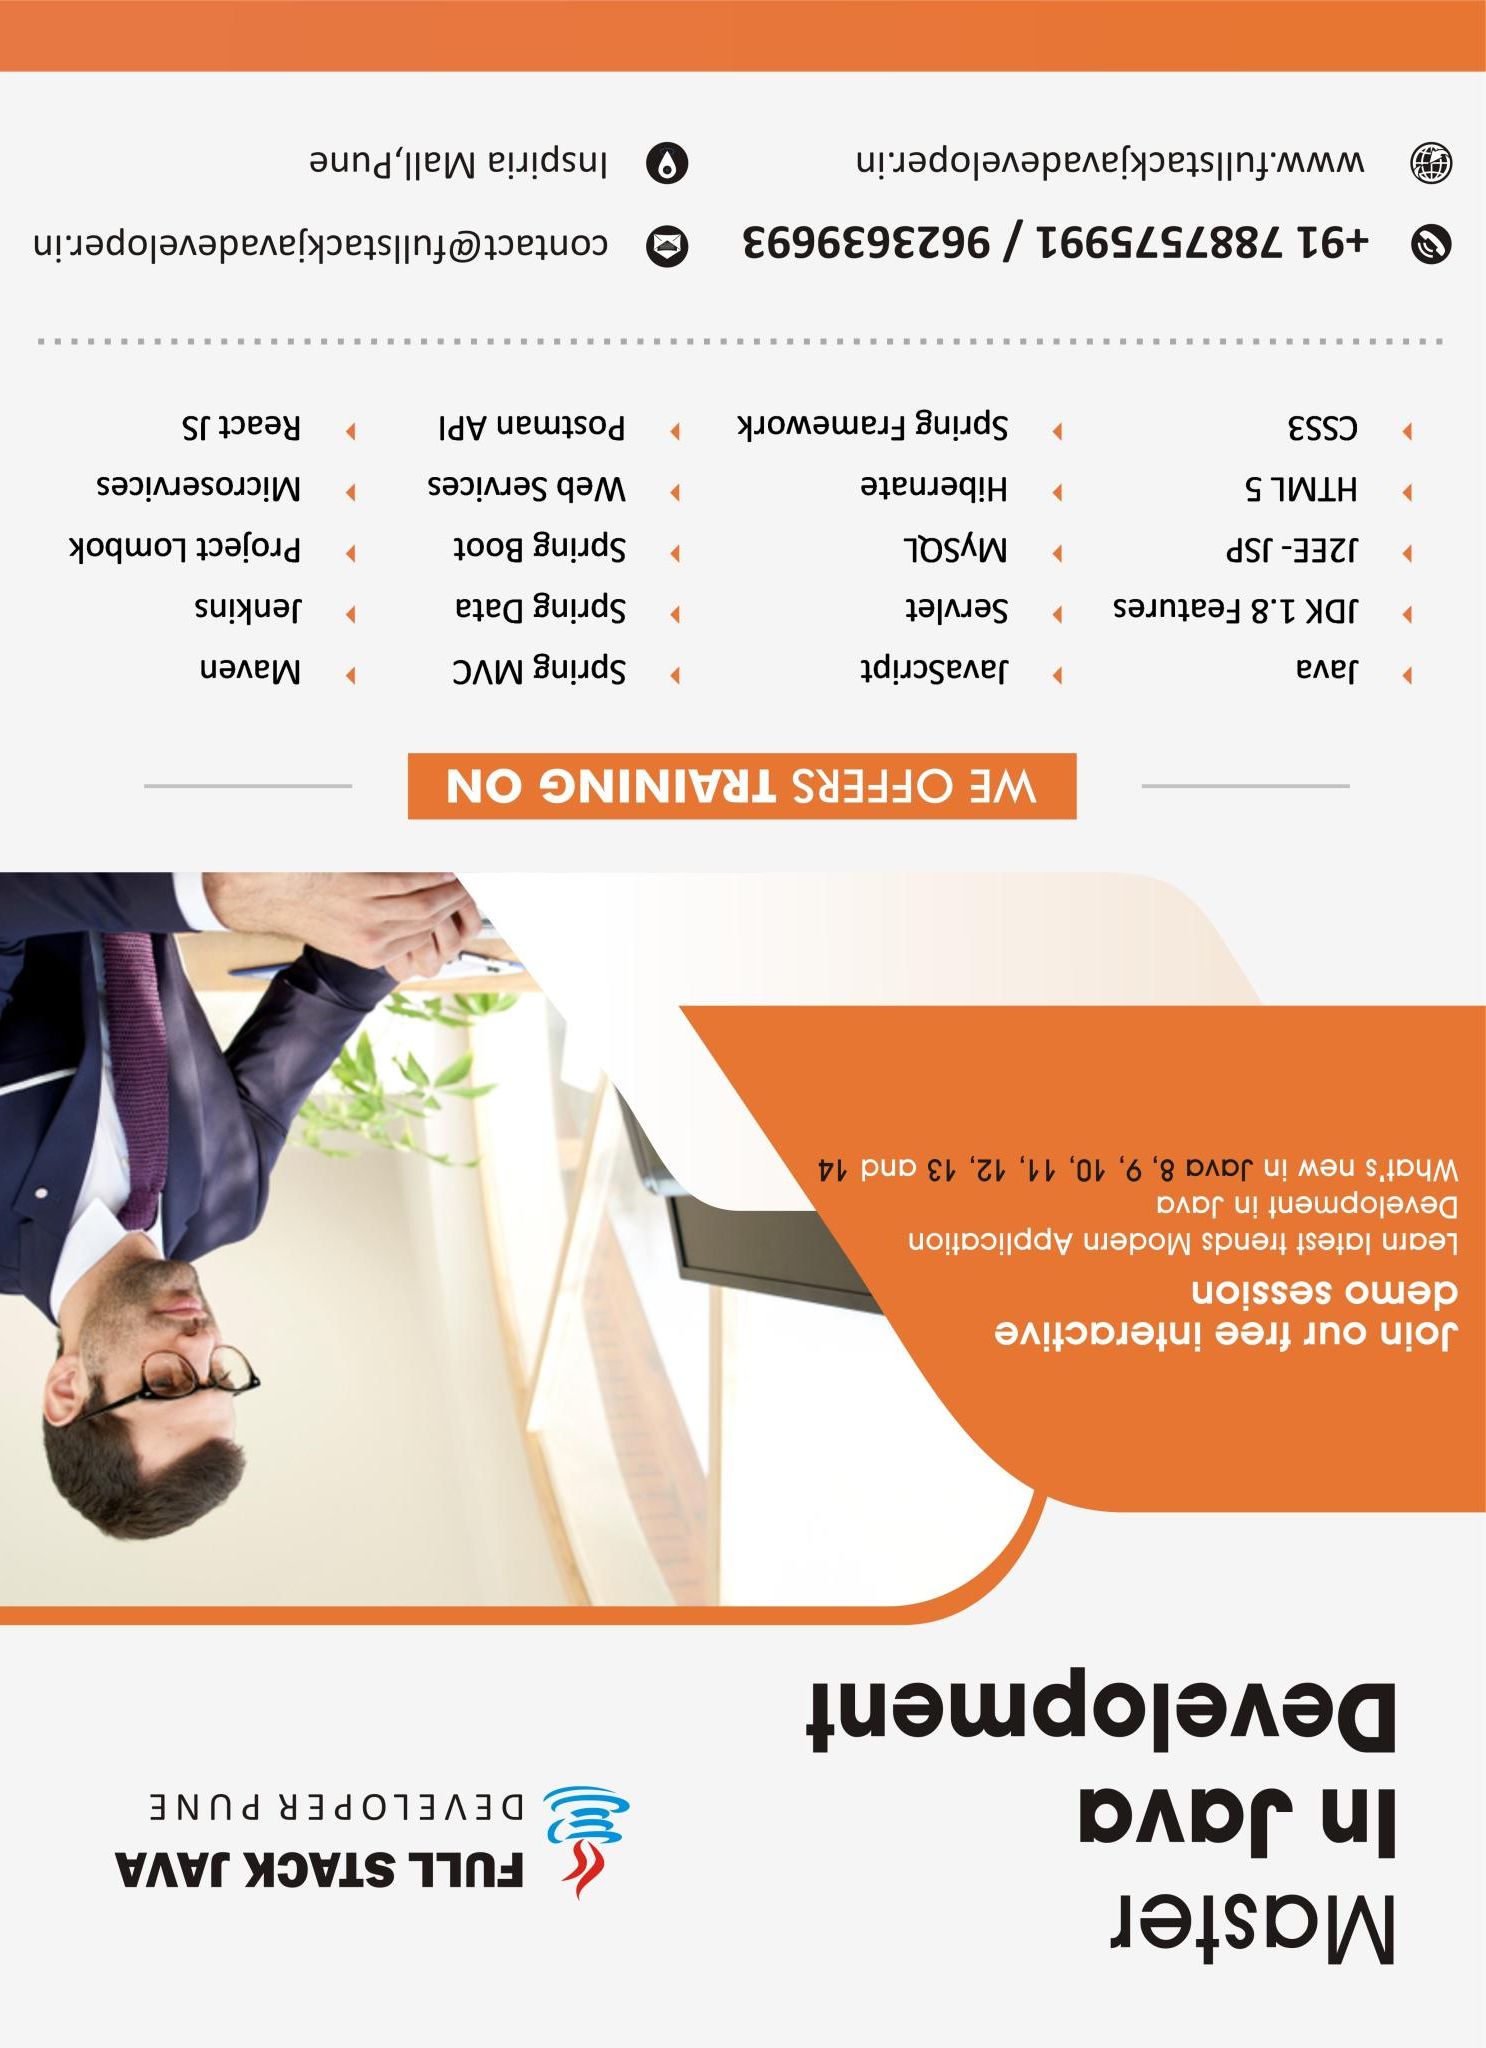 Master
In Java
Development
FULL STACK JAVA
DEVELOPER PUNE
Join our free interactive
demo session
Learn latest trends Modern Application
Development in Java
What's new in Java 8, 9, 10, 11, 12, 13 and 14
WE OFFERS TRAINING ON
Java
JDK 1.8 Features
J2EE- JSP
HTML 5
CSS3
JavaScript
Servlet
MySQL
Hibernate
Spring Framework
Spring MVC
Spring Data
Spring Boot
Web Services
Postman API
Maven
Jenkins
Project Lombok
Microservices
React JS
+91 7887575991 / 9623639693
contact@fullstackjavadeveloper.in
www.fullstackjavadeveloper.in
Inspiria Mall,Pune